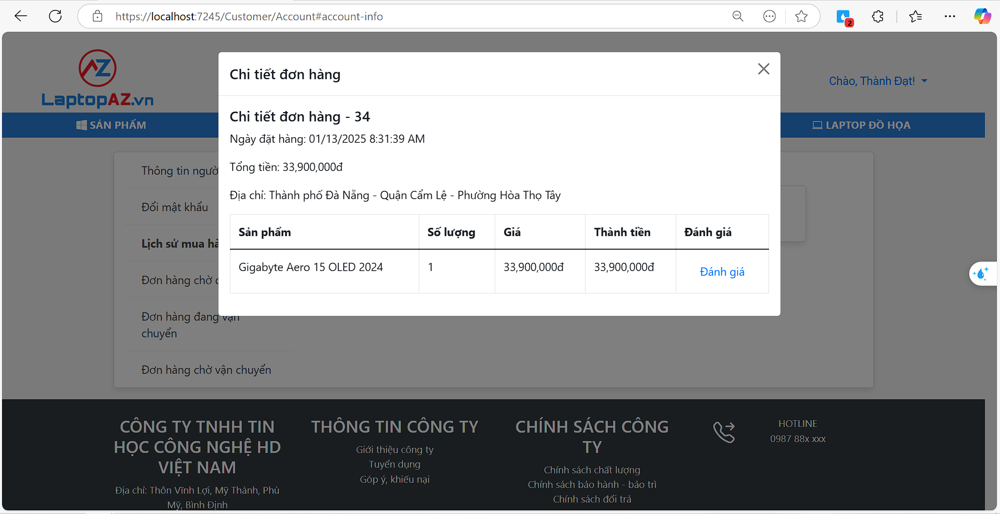 https://localhost:7245/Customer/Account#account-info
2
AZ
LaptopAZ.vn
Chào, Thành Đạt!
SẢN PHẨM
LAPTOP ĐỒ HỌA
Chi tiết đơn hàng
Chi tiết đơn hàng - 34
Ngày đặt hàng: 01/13/2025 8:31:39 AM
Tổng tiền: 33,900,000đ
Địa chỉ: Thành phố Đà Nẵng - Quận Cẩm Lệ - Phường Hòa Thọ Tây
Sản phẩm Số lượng Giá Thành tiền Đánh giá
Gigabyte Aero 15 OLED 2024 1 33,900,000đ 33,900,000đ Đánh giá
Thông tin ngườ
Đổi mật khẩu
Lịch sử mua hà
Đơn hàng chờ
Đơn hàng đang vận
chuyển
Đơn hàng chờ vận chuyển
CÔNG TY TNHH TIN
HỌC CÔNG NGHỆ HD
VIỆT NAM
Địa chỉ: Thôn Vĩnh Lợi, Mỹ Thành, Phù
Mỹ, Bình Định
THÔNG TIN CÔNG TY
Giới thiệu công ty
Tuyển dụng
Góp ý, khiếu nại
CHÍNH SÁCH CÔNG
TY
Chính sách chất lượng
Chính sách bảo hành - bảo trì
Chính sách đổi trả
HOTLINE
0987 88x xxx